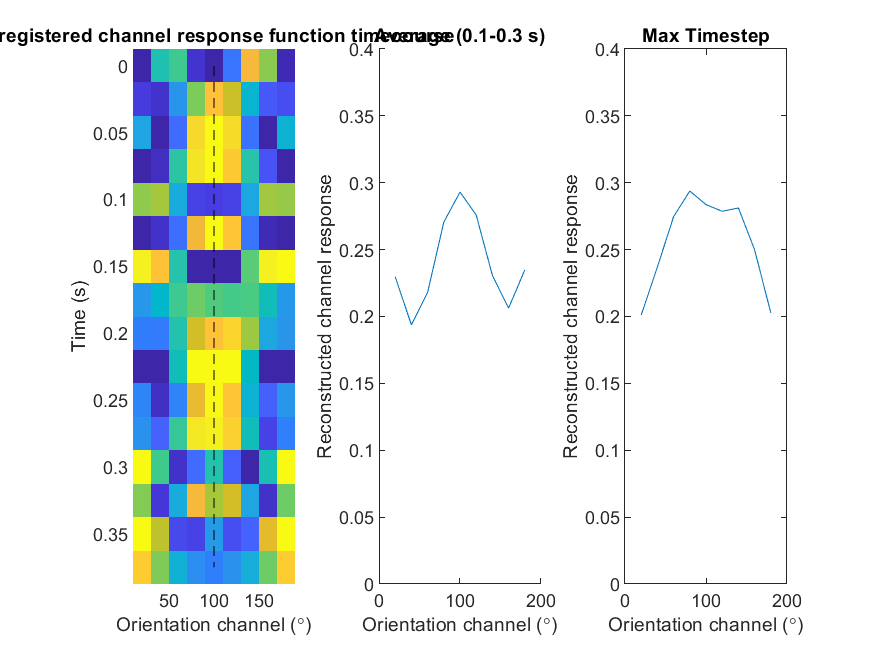 registered channel response function timecourse
Average (0.1-0.3 s)
Max Timestep
Time (s)
0
0.05
0.1
0.15
0.2
0.25
0.3
0.35
50 100 150
Orientation channel (°)
Reconstructed channel response
0.4
0.35
0.3
0.25
0.2
0.15
0.1
0.05
0
0 100 200
Orientation channel (°)
Reconstructed channel response
0.4
0.35
0.3
0.25
0.2
0.15
0.1
0.05
0
0 100 200
Orientation channel (°)